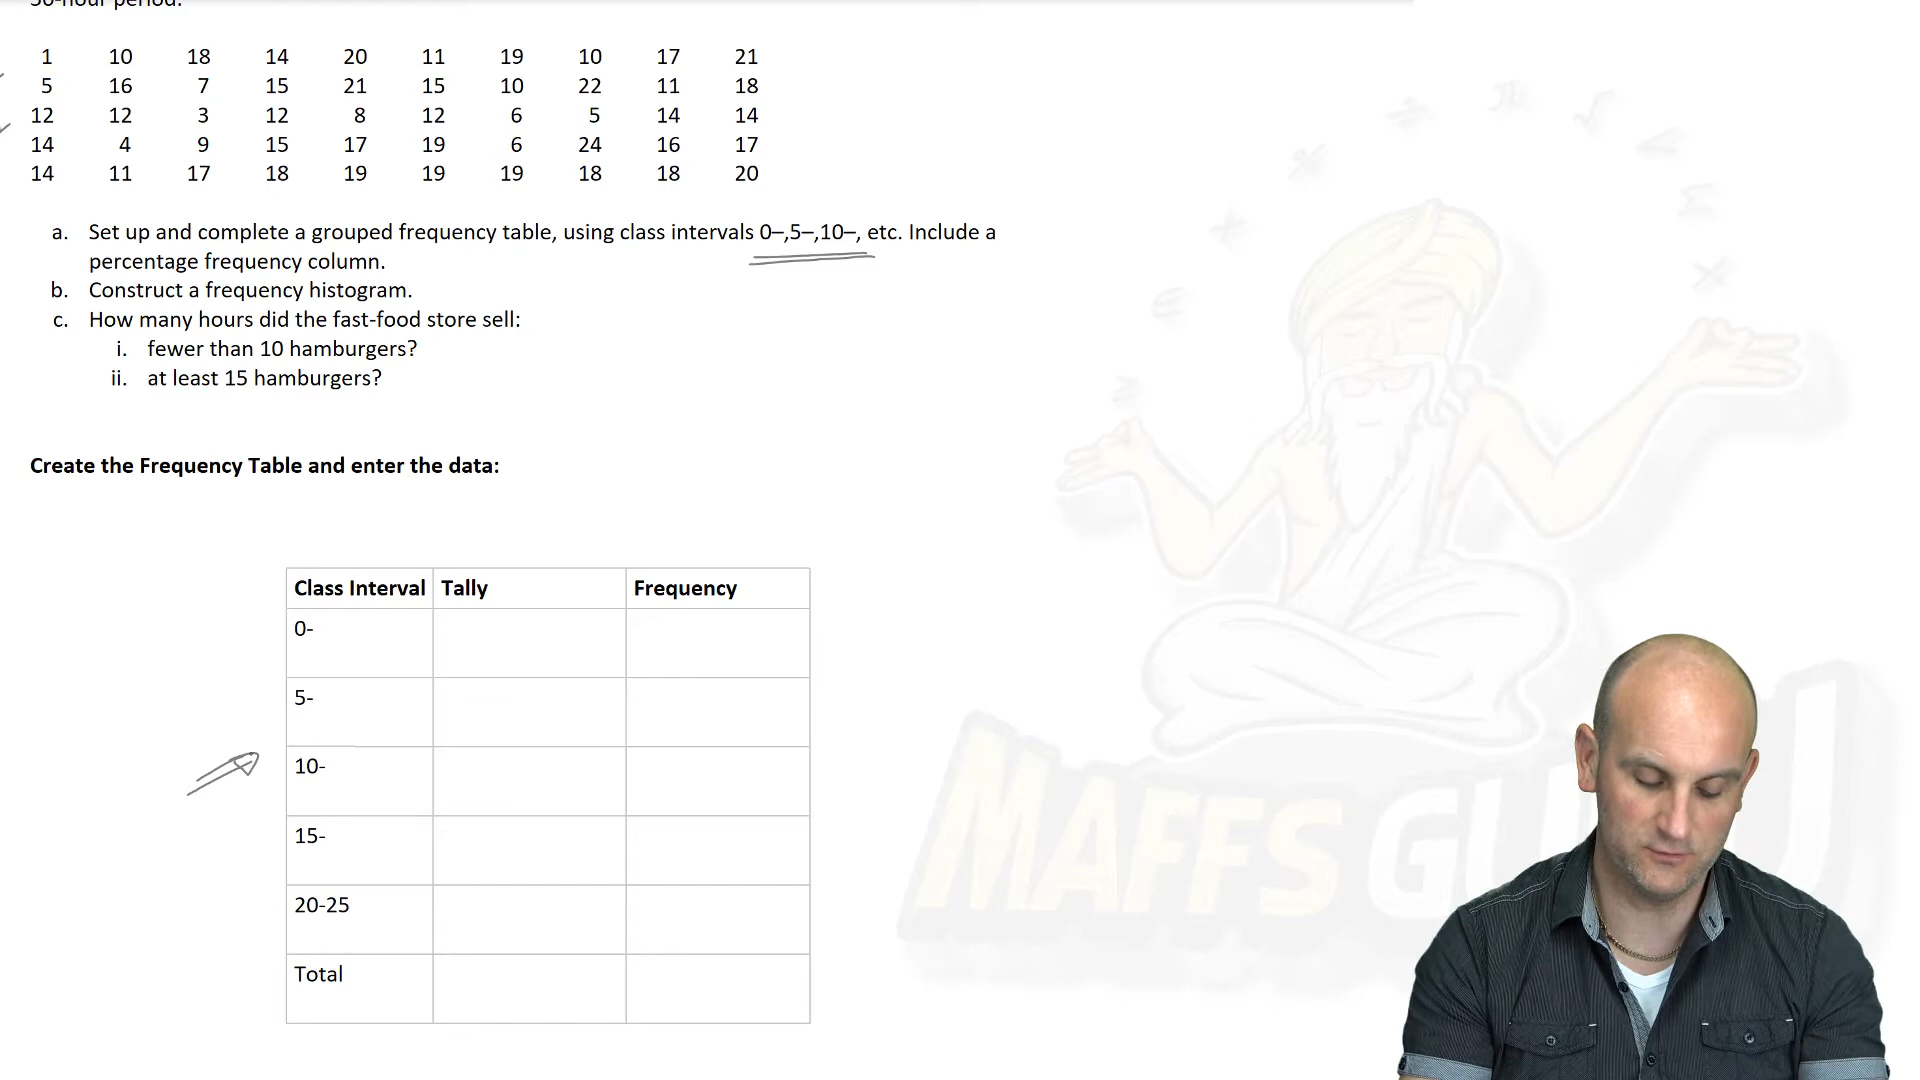 50-hour period.
1 10 18 14 20 11 19 10 17 21
5 16 7 15 21 15 10 22 11 18
12 12 3 12 8 12 6 5 14 14
14 4 9 15 17 19 6 24 16 17
14 11 17 18 19 19 19 18 18 20
a. Set up and complete a grouped frequency table, using class intervals 0–,5–,10–, etc. Include a
percentage frequency column.
b. Construct a frequency histogram.
c. How many hours did the fast-food store sell:
i. fewer than 10 hamburgers?
ii. at least 15 hamburgers?
Create the Frequency Table and enter the data:
Class Interval Tally Frequency
0-
5-
10-
15-
20-25
Total
MAFFS GU